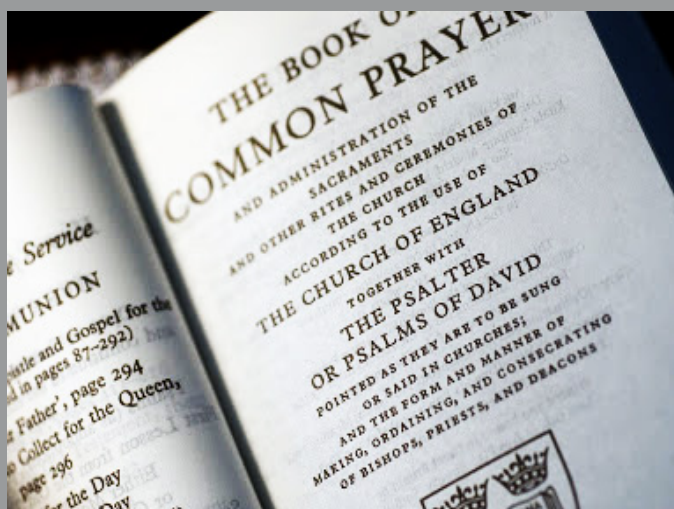 e Service
MUNION
stle and Gospel for the
d in pages 87-292)
r Father', page 294
o Collect for the Queen,
page 296
for the Day
Day
THE BOOK OF
COMMON PRAYER
AND ADMINISTRATION OF THE
SACRAMENTS
AND OTHER RITES AND CEREMONIES OF
THE CHURCH
ACCORDING TO THE USE OF
THE CHURCH OF ENGLAND
TOGETHER WITH
THE PSALTER
OR PSALMS OF DAVID
POINTED AS THEY ARE TO BE SUNG
OR SAID IN CHURCHES;
AND THE FORM AND MANNER OF
MAKING, ORDAINING, AND CONSECRATING
OF BISHOPS, PRIESTS, AND DEACONS